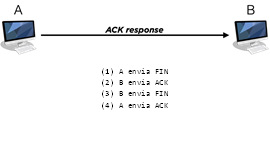 A
B
ACK response
(1) A envia FIN
(2) B envia ACK
(3) B envia FIN
(4) A envia ACK